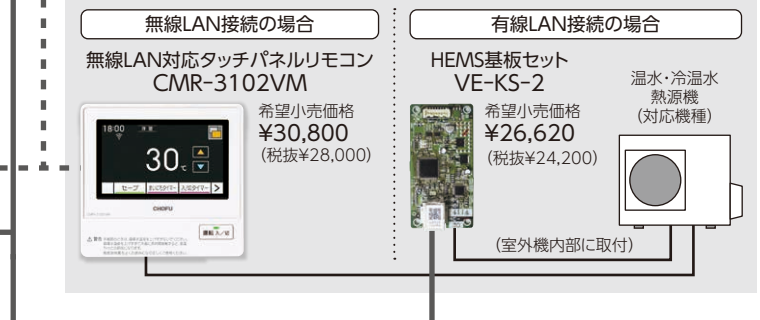 無線LAN接続の場合
有線LAN接続の場合
無線LAN対応タッチパネルリモコン
CMR-3102VM
希望小売価格
¥30,800
(税抜¥28,000)
18:00
30℃
セーブ
入/切タイマー
CHOFU
運転 入/切
HEMS基板セット
VE-KS-2
希望小売価格
¥26,620
(税抜¥24,200)
温水・冷温水
熱源機
(対応機種)
(室外機内部に取付)